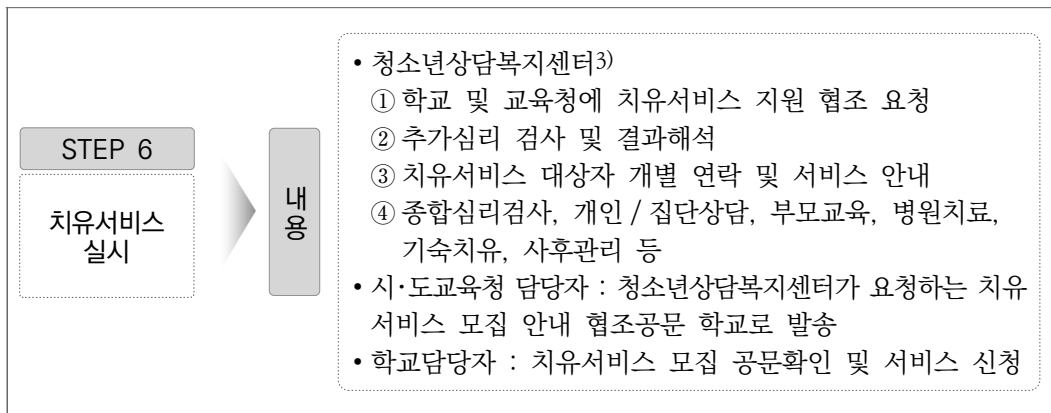 STEP 6
치유서비스
실시
내
용
• 청소년상담복지센터3)
① 학교 및 교육청에 치유서비스 지원 협조 요청
② 추가심리 검사 및 결과해석
③ 치유서비스 대상자 개별 연락 및 서비스 안내
④ 종합심리검사, 개인 / 집단상담, 부모교육, 병원치료,
기숙치유, 사후관리 등
• 시·도교육청 담당자 : 청소년상담복지센터가 요청하는 치유
서비스 모집 안내 협조공문 학교로 발송
• 학교담당자 : 치유서비스 모집 공문확인 및 서비스 신청